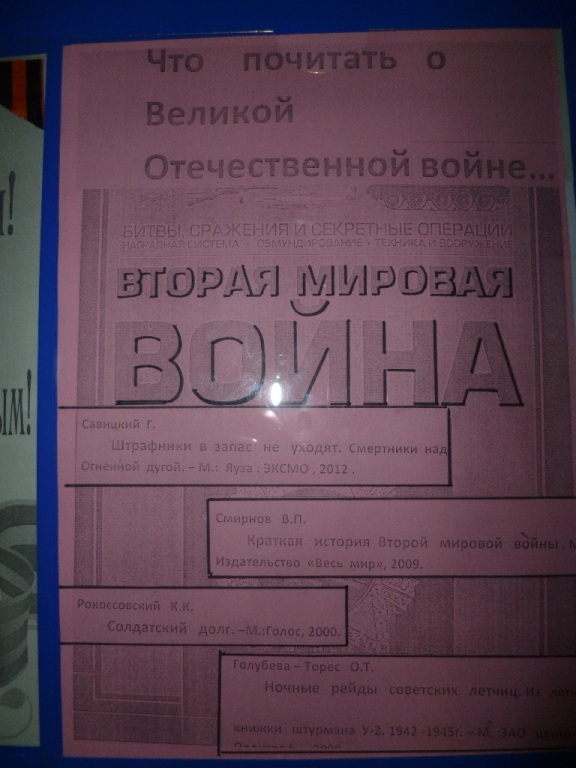 Что почитать о
Великой
Отечественной войне...
БИТВЫ, СРАЖЕНИЯ И СЕКРЕТНЫЕ ОПЕРАЦИИ
НАГРАДНАЯ СИСТЕМА • ОБМУНДИРОВАНИЕ • ТЕХНИКА И ВООРУЖЕНИЕ
ВТОРАЯ МИРОВАЯ
ВОЙНА
Савицкий Г.
Штрафники в запас не уходят. Смертники над
Огненной дугой. – М.: Яуза : ЭКСМО , 2012 .
Смирнов В.П.
Краткая история Второй мировой войны. М
Издательство «Весь мир», 2009.
Рокоссовский К.К.
Солдатский долг. –М.:Голос, 2000.
Голубева – Торес О.Т.
Ночные рейды советских летчиц. Из
книжки штурмана У-2. 1942 -1945г. – М. :ЗАО
ым!